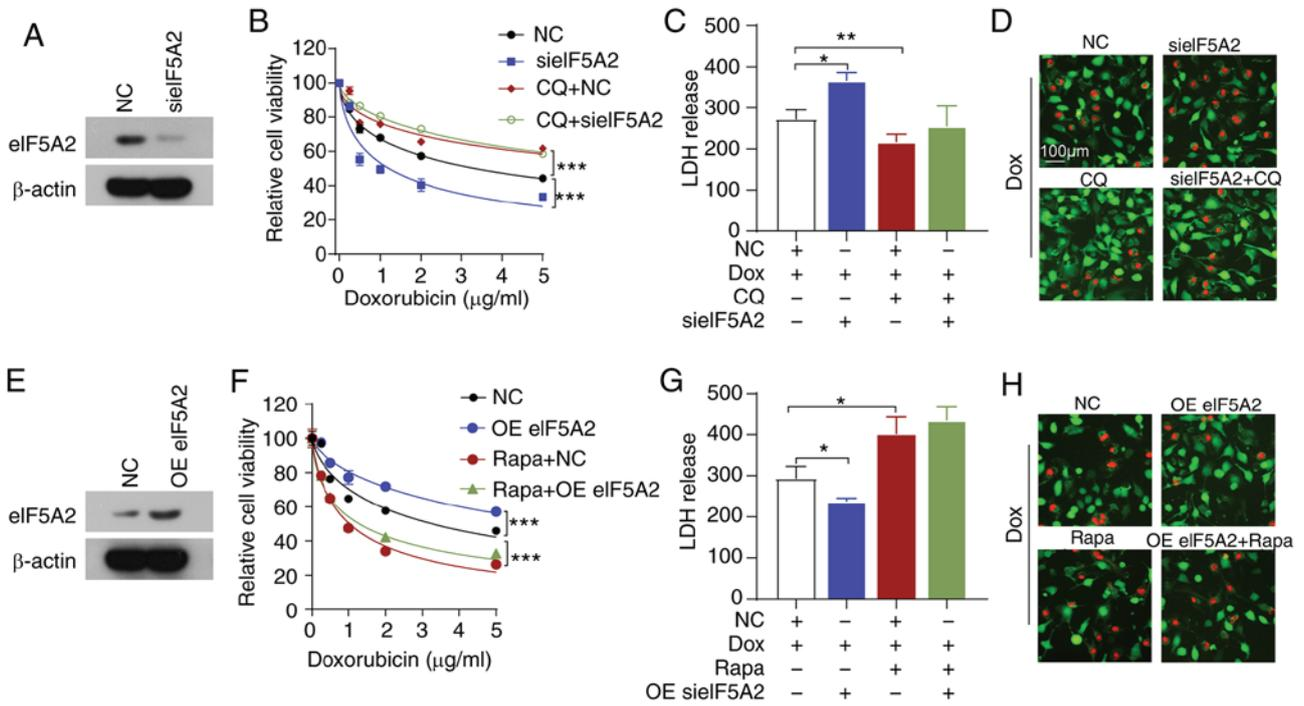 A
NC
sieIF5A2
eIF5A2
β-actin
B
120
100
80
60
40
20
0
Relative cell viability
0 1 2 3 4 5
Doxorubicin (μg/ml)
NC
sieIF5A2
CQ+NC
CQ+sieIF5A2
***
***
C
500
400
300
200
100
0
LDH release
**
*
NC + – + –
Dox + + + +
CQ – – + +
sieIF5A2 – + – +
D
NC sieIF5A2
100μm
CQ sieIF5A2+CQ
Dox
E
NC
OE eIF5A2
eIF5A2
β-actin
F
120
100
80
60
40
20
0
Relative cell viability
0 1 2 3 4 5
Doxorubicin (μg/ml)
NC
OE eIF5A2
Rapa+NC
Rapa+OE eIF5A2
***
***
G
500
400
300
200
100
0
LDH release
*
*
NC + – + –
Dox + + + +
Rapa – – + +
OE sieIF5A2 – + – +
H
NC OE eIF5A2
Rapa OE eIF5A2+Rapa
Dox